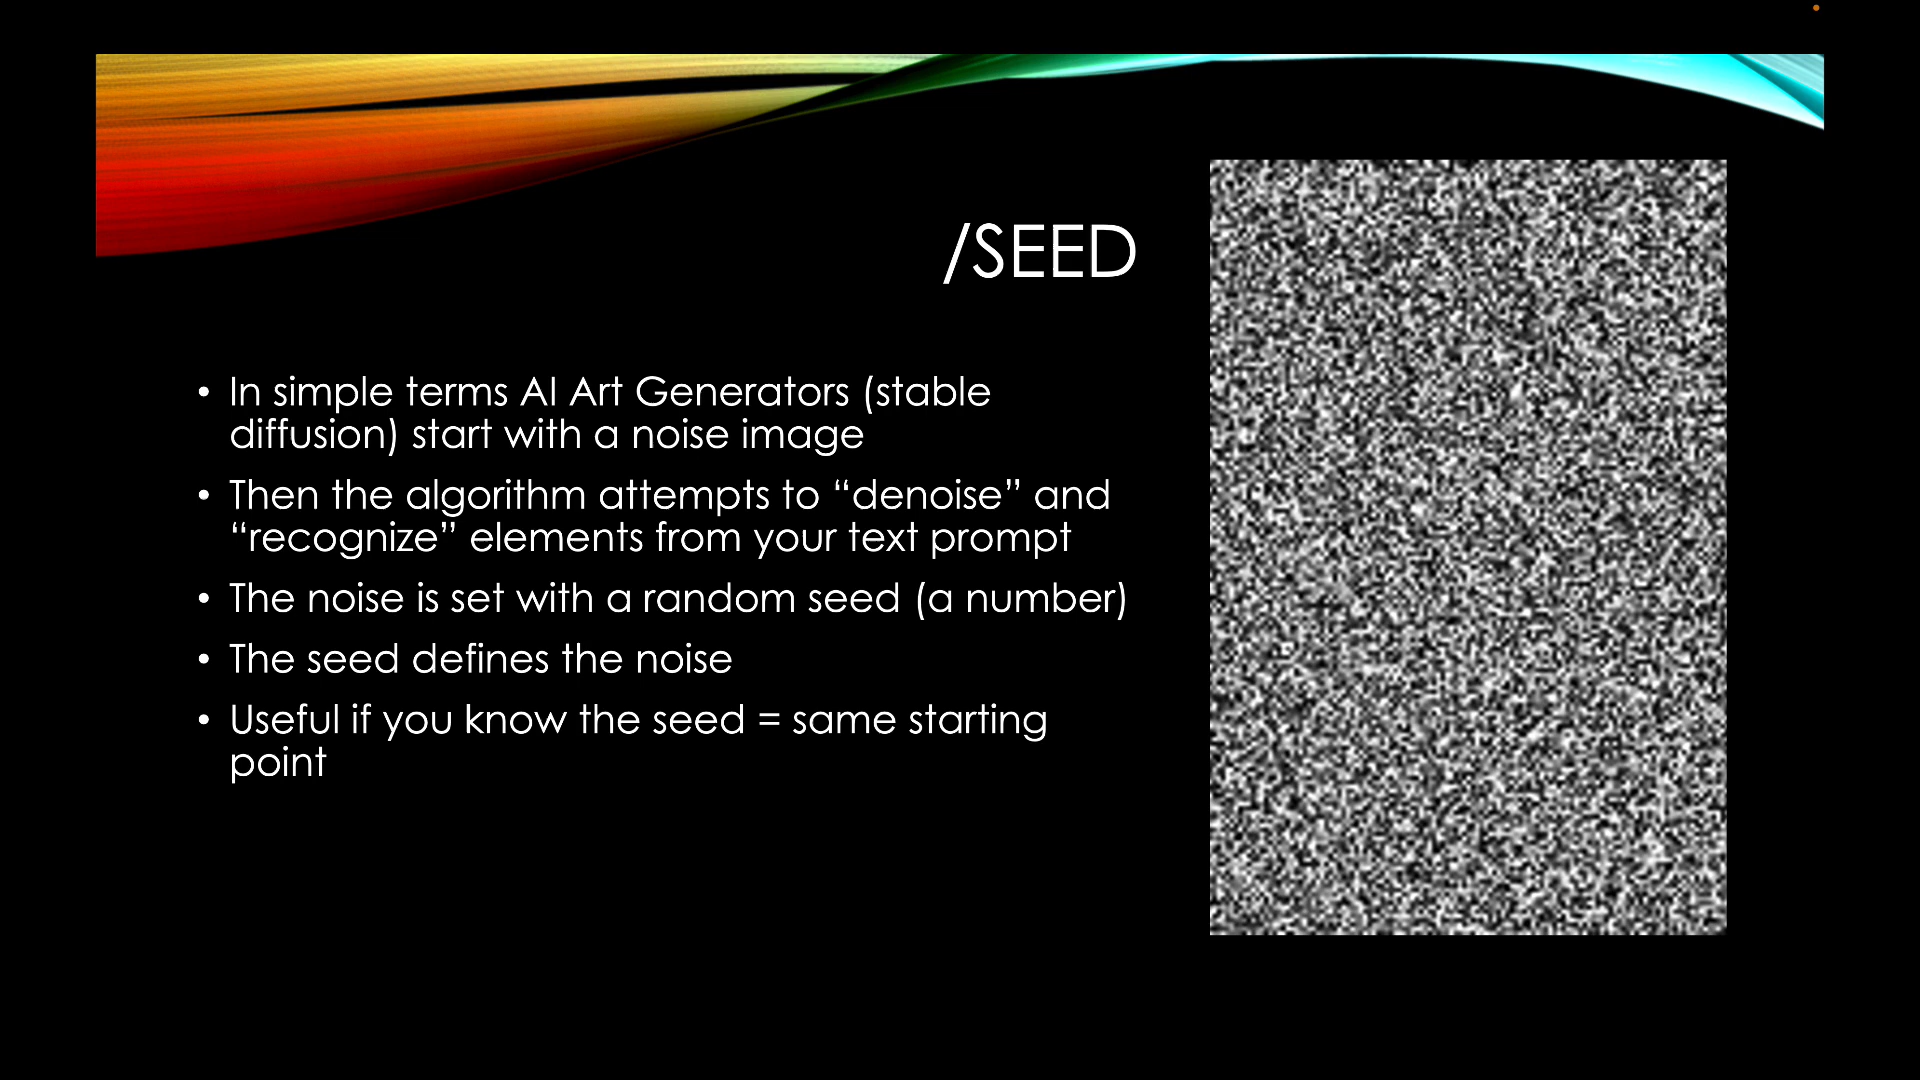 /SEED
• In simple terms AI Art Generators (stable
diffusion) start with a noise image
• Then the algorithm attempts to “denoise” and
“recognize” elements from your text prompt
• The noise is set with a random seed (a number)
• The seed defines the noise
• Useful if you know the seed = same starting
point